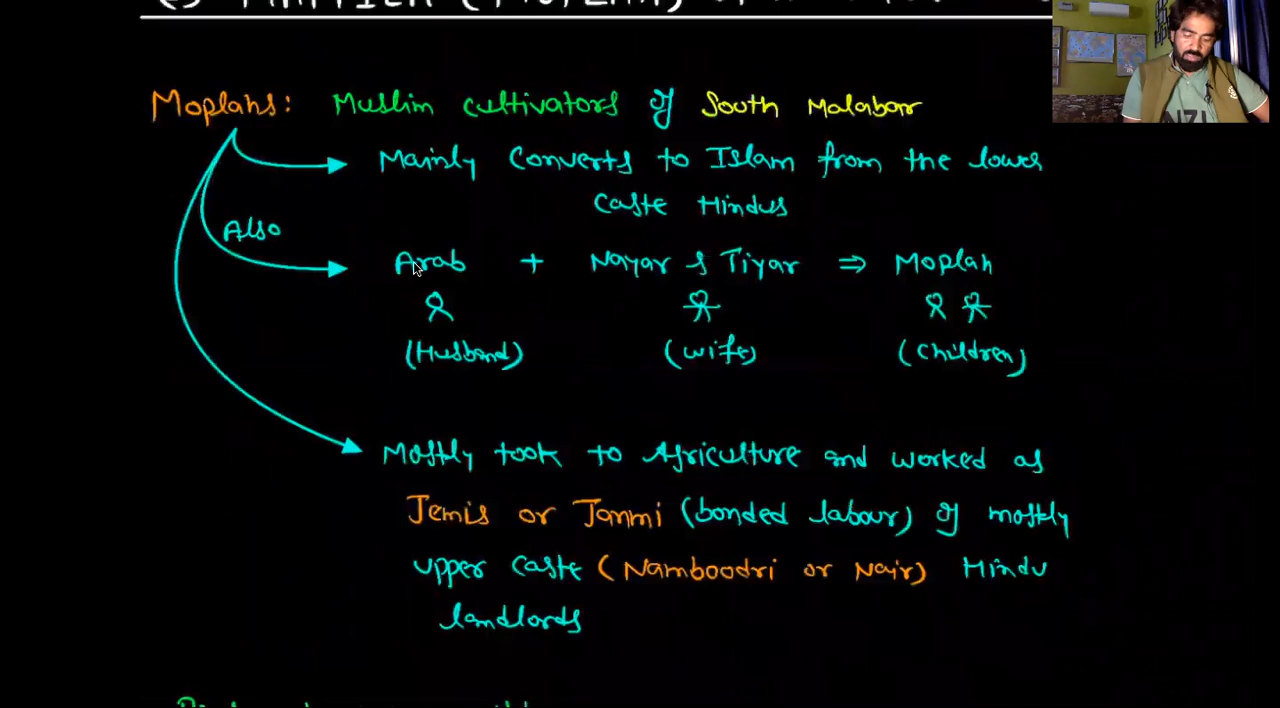 Moplahs: Muslim cultivators of South Malabar
Mainly Converts to Islam from the lower
Caste Hindus
Also
Arab + Nayar & Tiyar ⇒ Moplah
(Husband) (Wife) (Children)
Mostly took to Agriculture and worked as
Jemis or Janmi (bonded labour) of mostly
upper caste (Namboodri or Nair) Hindu
landlords